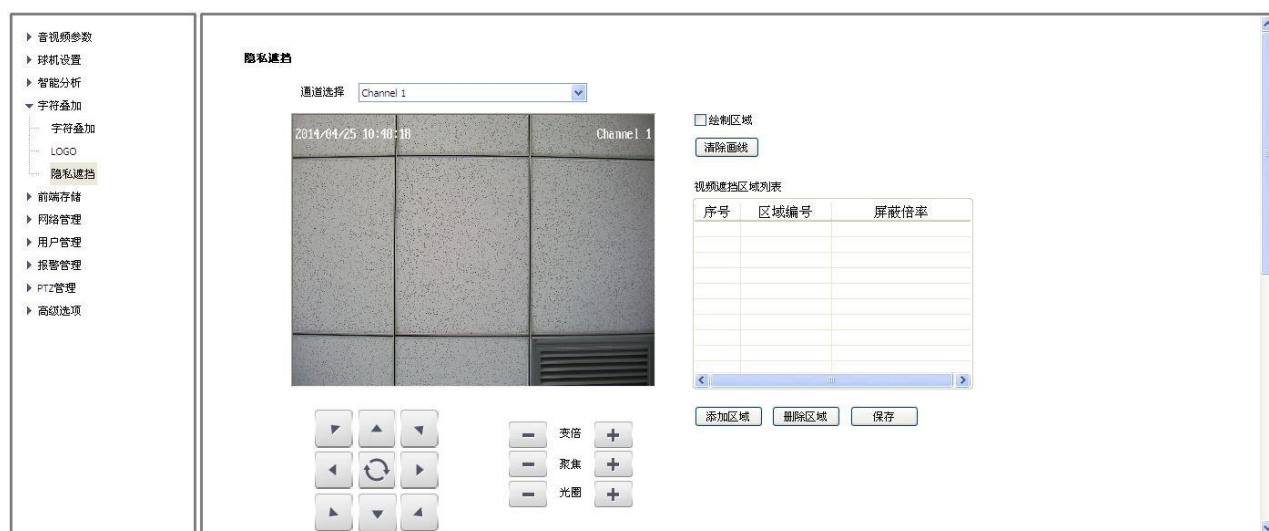 音视频参数
球机设置
智能分析
字符叠加
字符叠加
LOGO
隐私遮挡
前端存储
网络管理
用户管理
报警管理
PTZ管理
高级选项
隐私遮挡
通道选择 Channel 1
2014/04/25 10:48:18 Channel 1
绘制区域
清除画线
视频遮挡区域列表
序号 区域编号 屏蔽倍率
添加区域 删除区域 保存
变倍
聚焦
光圈